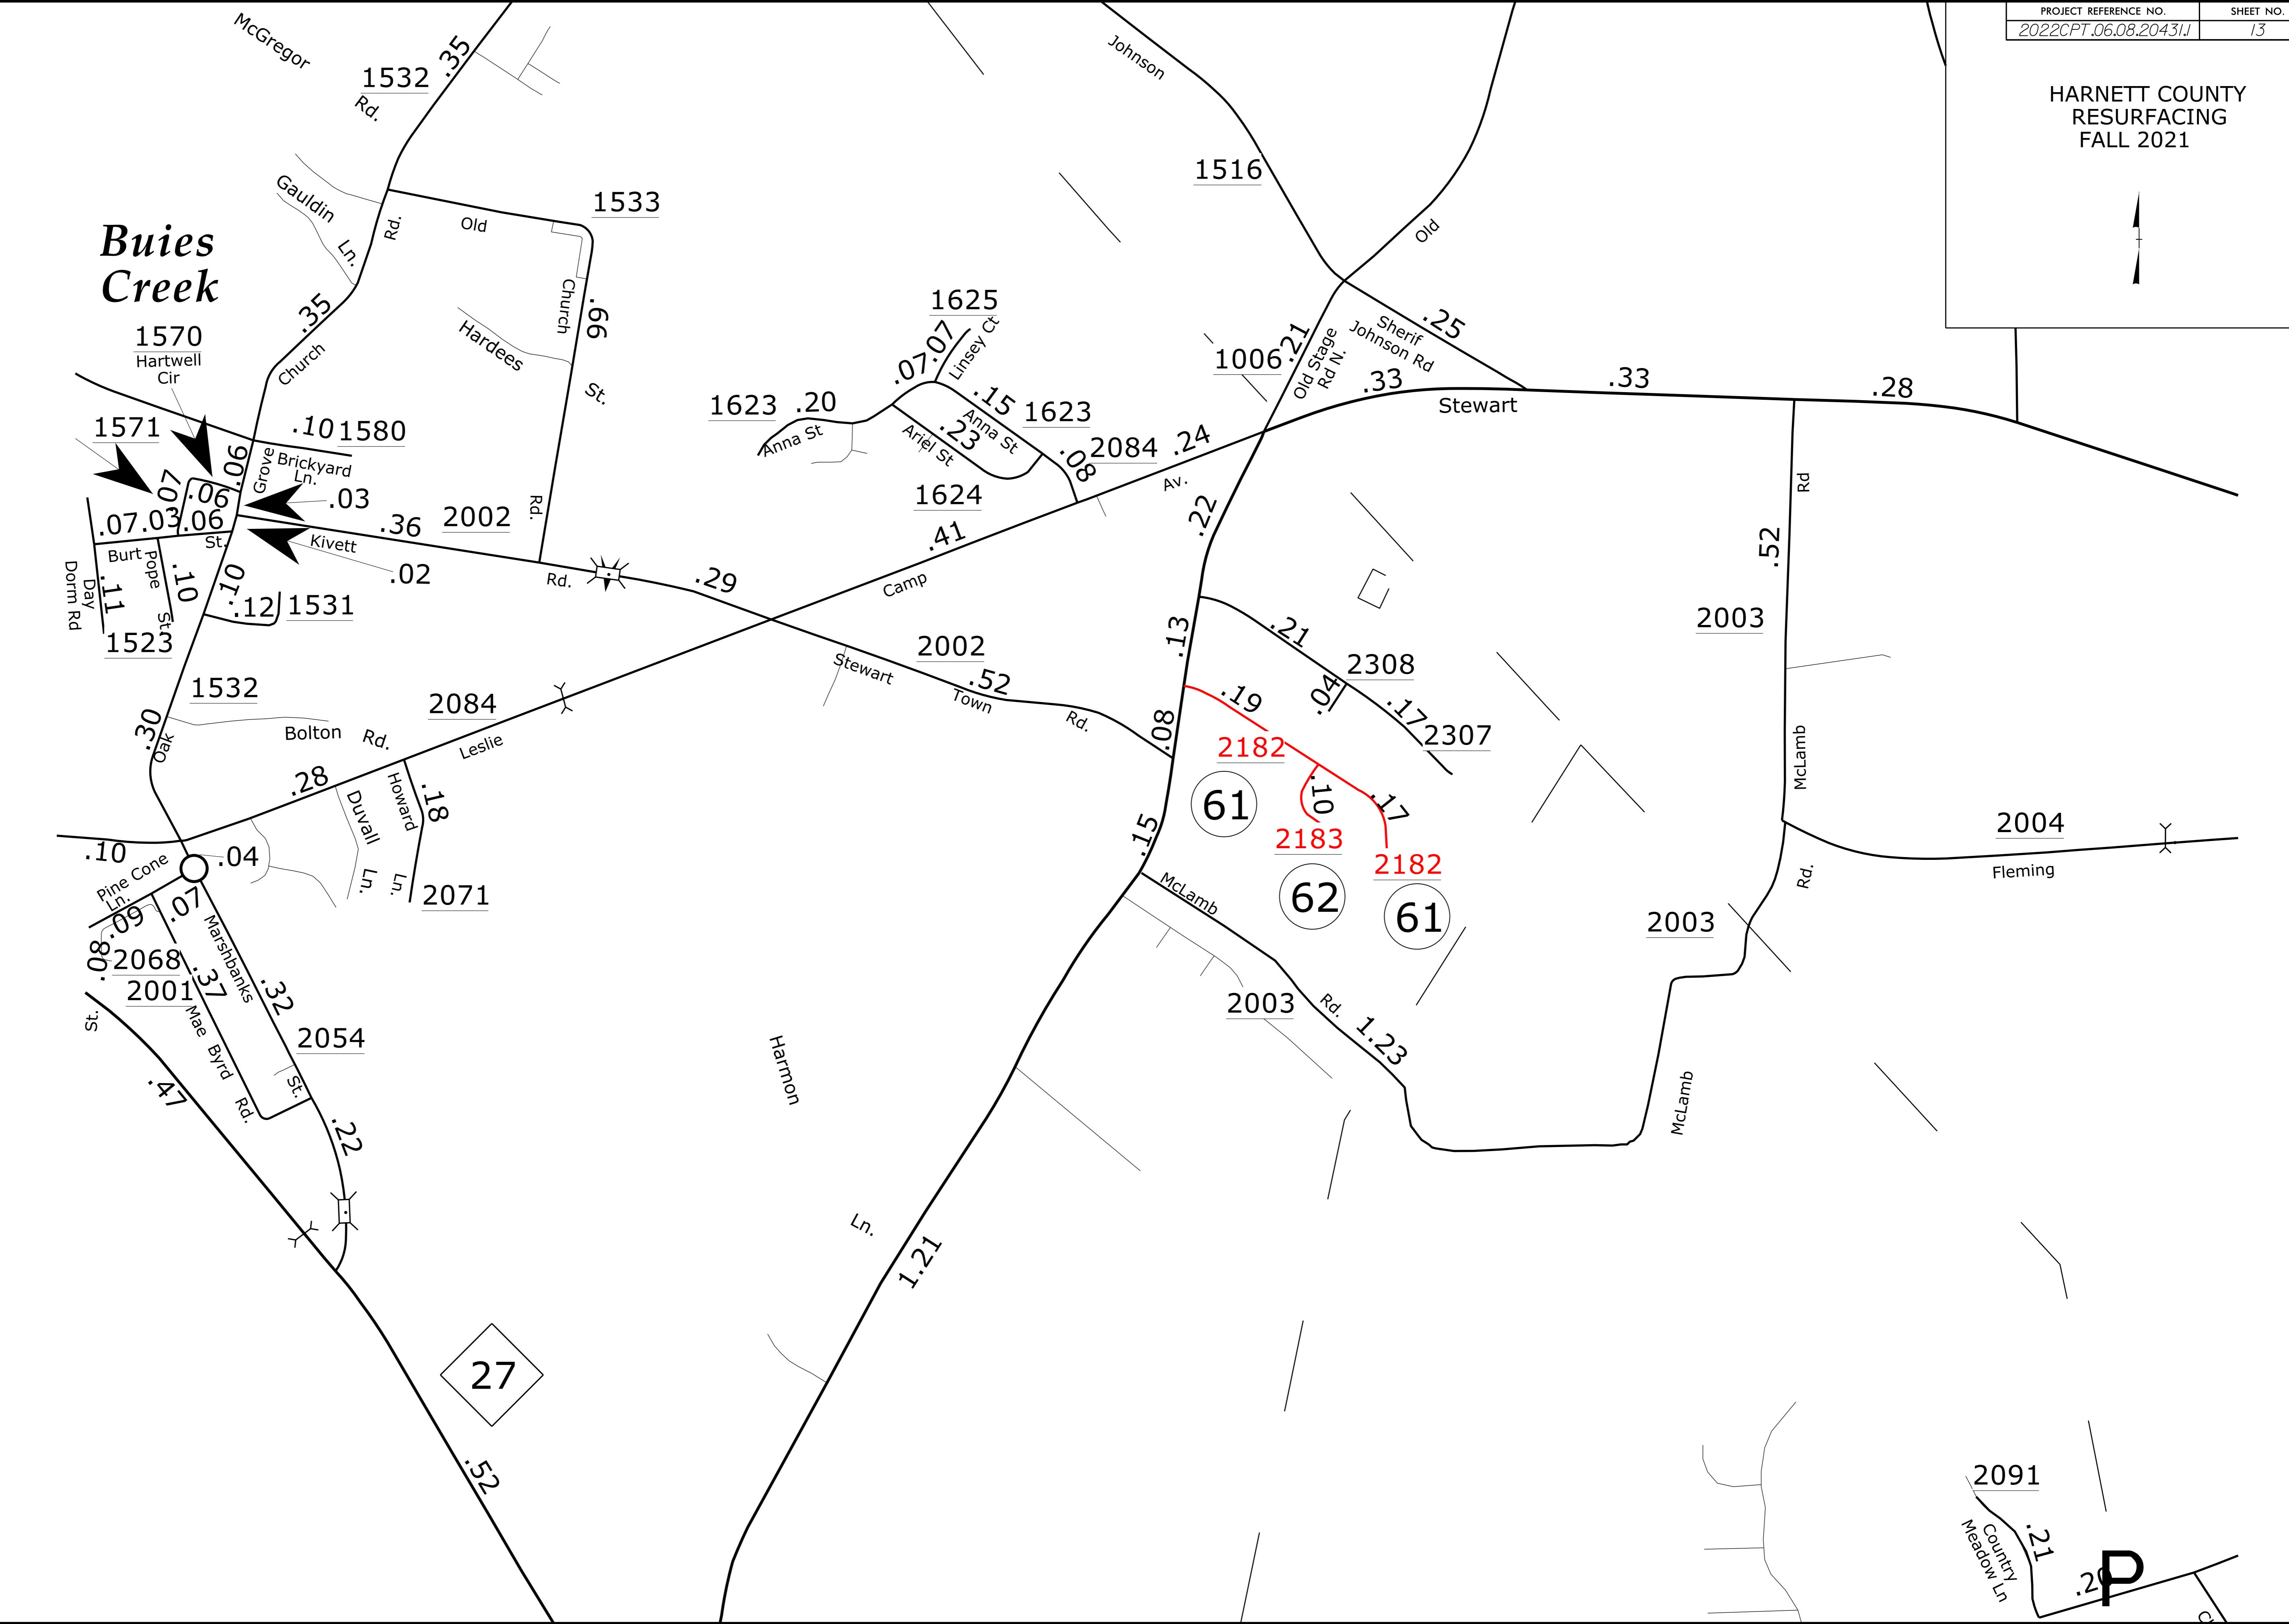 PROJECT REFERENCE NO.
SHEET NO.
2022CPT.06.08.20431.1
13
HARNETT COUNTY
RESURFACING
FALL 2021
McGregor
.35
1532
Rd.
Johnson
1516
Old
Gauldin
Ln.
Rd.
Old
1533
Buies
Creek
.35
Church
Church
.66
Hardees
St.
Rd.
1570
Hartwell
Cir
1571
.10
1580
Brickyard
Ln.
.06
Grove
.07
.06
.03
.07
.03
.06
.36
2002
Burt
St.
Kivett
.02
Rd.
.29
Pope
St.
.10
Day
Dorm Rd
.11
.10
.12
1531
1523
1532
.30
Oak
Bolton
Rd.
2084
Leslie
.28
Duvall
Ln.
Howard
Ln.
.18
2071
.10
.04
Pine Cone
Ln.
.09
.07
.08
2068
2001
.37
Marshbanks
.32
Mae
Byrd
Rd.
2054
St.
St.
.47
.22
27
.52
1625
.07
.07
Linsey Ct
1623
.20
Anna St
.15
1623
Anna St
.23
Ariel St
1624
.08
2084
.24
Av.
.41
Camp
2002
Stewart
.52
Town
Rd.
1006
.21
Old Stage
Rd N.
Sherif
Johnson Rd
.25
.33
Stewart
.33
.28
.22
.13
.08
.15
.21
2308
.04
.17
2307
.19
2182
61
.10
2183
62
.17
2182
61
McLamb
2003
Rd.
1.23
Rd
.52
2003
McLamb
2004
Fleming
Rd.
2003
McLamb
Harmon
Ln.
1.21
2091
Country
Meadow Ln
.21
.20
P